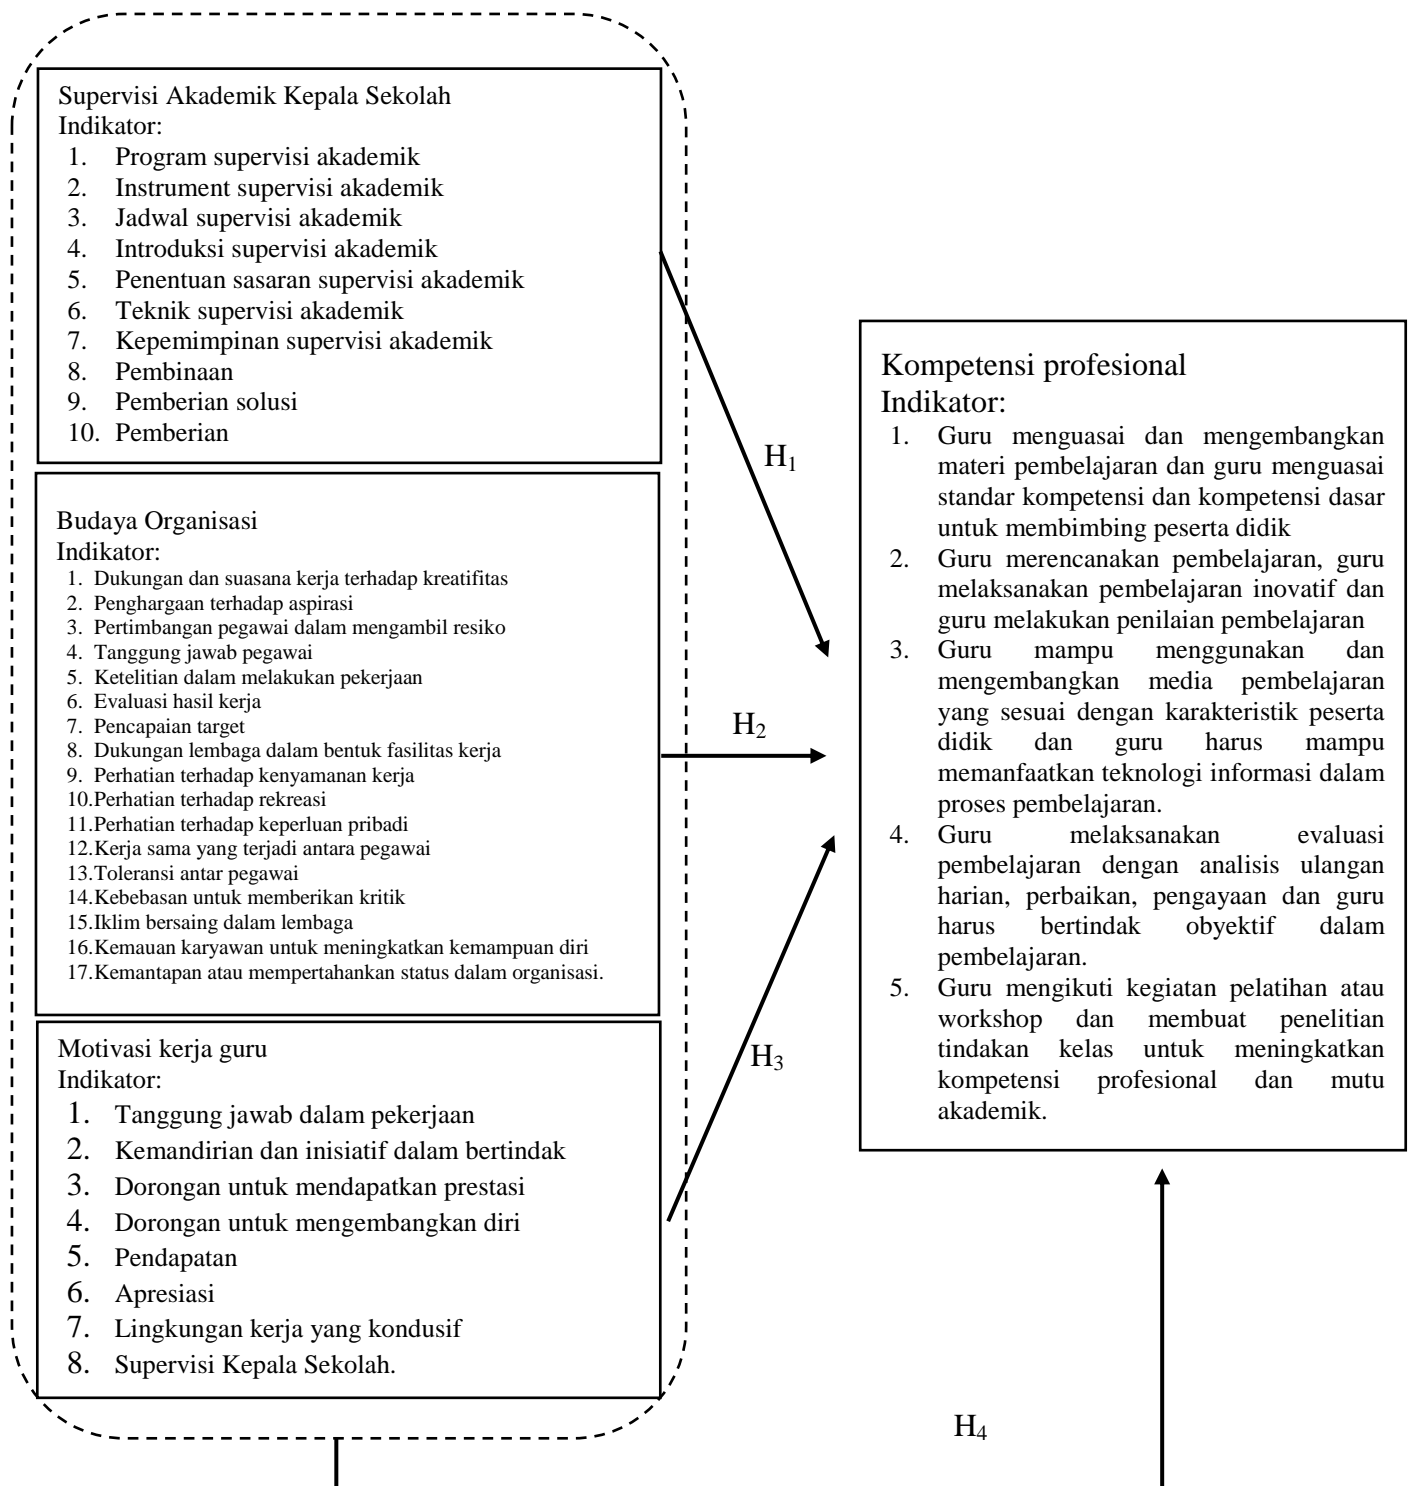 Supervisi Akademik Kepala Sekolah
Indikator:
1. Program supervisi akademik
2. Instrument supervisi akademik
3. Jadwal supervisi akademik
4. Introduksi supervisi akademik
5. Penentuan sasaran supervisi akademik
6. Teknik supervisi akademik
7. Kepemimpinan supervisi akademik
8. Pembinaan
9. Pemberian solusi
10. Pemberian
Budaya Organisasi
Indikator:
1. Dukungan dan suasana kerja terhadap kreatifitas
2. Penghargaan terhadap aspirasi
3. Pertimbangan pegawai dalam mengambil resiko
4. Tanggung jawab pegawai
5. Ketelitian dalam melakukan pekerjaan
6. Evaluasi hasil kerja
7. Pencapaian target
8. Dukungan lembaga dalam bentuk fasilitas kerja
9. Perhatian terhadap kenyamanan kerja
10.Perhatian terhadap rekreasi
11.Perhatian terhadap keperluan pribadi
12.Kerja sama yang terjadi antara pegawai
13.Toleransi antar pegawai
14.Kebebasan untuk memberikan kritik
15.Iklim bersaing dalam lembaga
16.Kemauan karyawan untuk meningkatkan kemampuan diri
17.Kemantapan atau mempertahankan status dalam organisasi.
Motivasi kerja guru
Indikator:
1. Tanggung jawab dalam pekerjaan
2. Kemandirian dan inisiatif dalam bertindak
3. Dorongan untuk mendapatkan prestasi
4. Dorongan untuk mengembangkan diri
5. Pendapatan
6. Apresiasi
7. Lingkungan kerja yang kondusif
8. Supervisi Kepala Sekolah.
H1
H2
H3
Kompetensi profesional
Indikator:
1. Guru menguasai dan mengembangkan
materi pembelajaran dan guru menguasai
standar kompetensi dan kompetensi dasar
untuk membimbing peserta didik
2. Guru merencanakan pembelajaran, guru
melaksanakan pembelajaran inovatif dan
guru melakukan penilaian pembelajaran
3. Guru mampu menggunakan dan
mengembangkan media pembelajaran
yang sesuai dengan karakteristik peserta
didik dan guru harus mampu
memanfaatkan teknologi informasi dalam
proses pembelajaran.
4. Guru melaksanakan evaluasi
pembelajaran dengan analisis ulangan
harian, perbaikan, pengayaan dan guru
harus bertindak obyektif dalam
pembelajaran.
5. Guru mengikuti kegiatan pelatihan atau
workshop dan membuat penelitian
tindakan kelas untuk meningkatkan
kompetensi profesional dan mutu
akademik.
H4